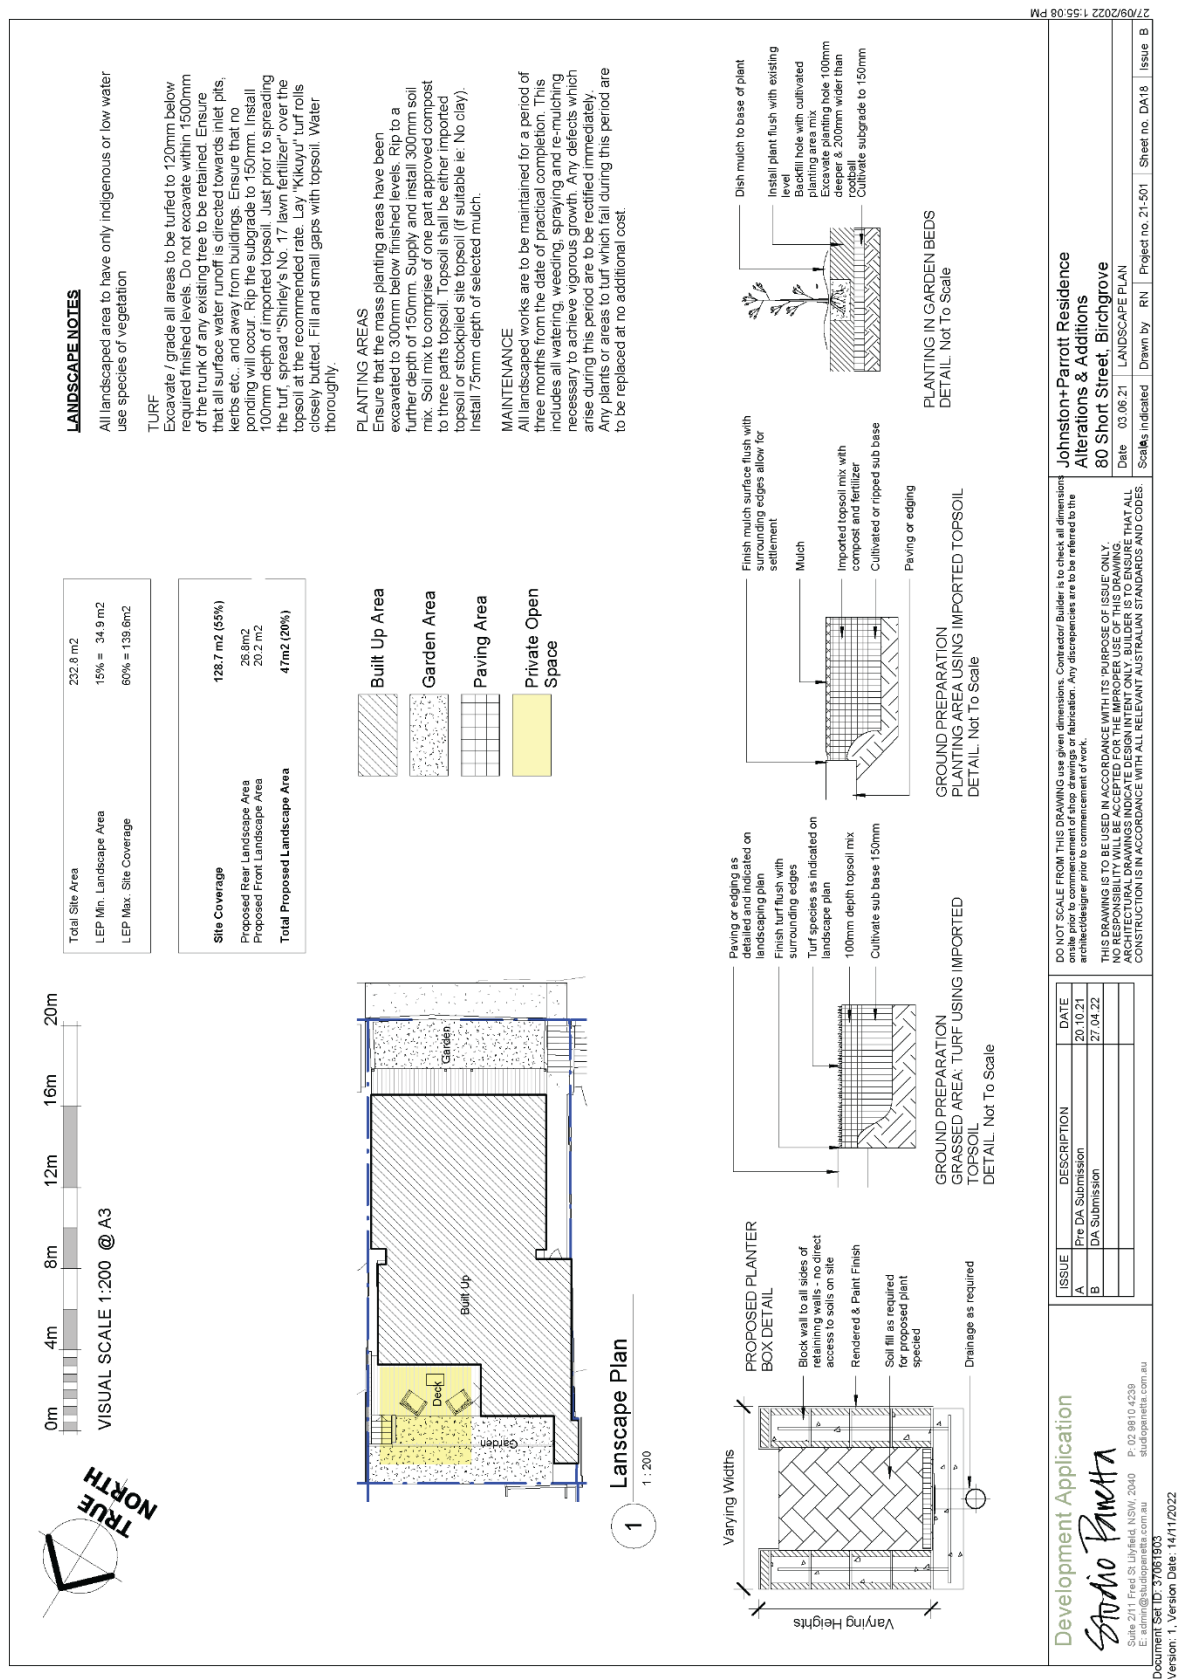 27/09/2022 1:55:08 PM
TRUE
NORTH
0m 4m 8m 12m 16m 20m
VISUAL SCALE 1:200 @ A3
Total Site Area 232.8 m2
LEP Min. Landscape Area 15% = 34.9 m2
LEP Max. Site Coverage 60% = 139.6m2
Site Coverage 128.7 m2 (55%)
Proposed Rear Landscape Area 26.8m2
Proposed Front Landscape Area 20.2 m2
Total Proposed Landscape Area 47m2 (20%)
LANDSCAPE NOTES
All landscaped area to have only indigenous or low water
use species of vegetation
TURF
Excavate / grade all areas to be turfed to 120mm below
required finished levels. Do not excavate within 1500mm
of the trunk of any existing tree to be retained. Ensure
that all surface water runoff is directed towards inlet pits,
kerbs etc.. and away from buildings. Ensure that no
ponding will occur. Rip the subgrade to 150mm. Install
100mm depth of imported topsoil. Just prior to spreading
the turf, spread "Shirley's No. 17 lawn fertilizer" over the
topsoil at the recommended rate. Lay "Kikuyu" turf rolls
closely butted. Fill and small gaps with topsoil. Water
thoroughly.
PLANTING AREAS
Ensure that the mass planting areas have been
excavated to 300mm below finished levels. Rip to a
further depth of 150mm. Supply and install 300mm soil
mix. Soil mix to comprise of one part approved compost
to three parts topsoil. Topsoil shall be either imported
topsoil or stockpiled site topsoil (if suitable ie: No clay).
Install 75mm depth of selected mulch.
MAINTENANCE
All landscaped works are to be maintained for a period of
three months from the date of practical completion. This
includes all watering, weeding, spraying and re-mulching
necessary to achieve vigorous growth. Any defects which
arise during this period are to be rectified immediately.
Any plants or areas to turf which fail during this period are
to be replaced at no additional cost.
Garden
Built Up
Deck
Garden
Built Up Area
Garden Area
Paving Area
Private Open
Space
1
Lanscape Plan
1 : 200
Varying Widths
Varying Heights
PROPOSED PLANTER
BOX DETAIL
Block wall to all sides of
retaining walls - no direct
access to soils on site
Rendered & Paint Finish
Soil fill as required
for proposed plant
specied
Drainage as required
Paving or edging as
detailed and indicated on
landscaping plan
Finish turf flush with
surrounding edges
Turf species as indicated on
landscape plan
100mm depth topsoil mix
Cultivate sub base 150mm
GROUND PREPARATION
GRASSED AREA: TURF USING IMPORTED
TOPSOIL
DETAIL Not To Scale
Finish mulch surface flush with
surrounding edges allow for
settlement
Mulch
Imported topsoil mix with
compost and fertilizer
Cultivated or ripped sub base
Paving or edging
GROUND PREPARATION
PLANTING AREA USING IMPORTED TOPSOIL
DETAIL. Not To Scale
Dish mulch to base of plant
Install plant flush with existing
level
Backfill hole with cultivated
planting area mix
Excavate planting hole 100mm
deeper & 200mm wider than
rootball
Cultivate subgrade to 150mm
PLANTING IN GARDEN BEDS
DETAIL. Not To Scale
Development Application
Studio Panetta
Suite 2/11 Fred St Lilyfield, NSW, 2040 P: 02 9810 4239
E: admin@studiopanetta.com.au studiopanetta.com.au
ISSUE DESCRIPTION DATE
A Pre DA Submission 20.10.21
B DA Submission 27.04.22
DO NOT SCALE FROM THIS DRAWING use given dimensions, Contractor/ Builder is to check all dimensions
onsite prior to commencement of shop drawings or fabrication. Any discrepencies are to be referred to the
architect/designer prior to commencement of work.
THIS DRAWING IS TO BE USED IN ACCORDANCE WITH ITS 'PURPOSE OF ISSUE' ONLY.
NO RESPONSIBILITY WILL BE ACCEPTED FOR THE IMPROPER USE OF THIS DRAWING.
ARCHITECTURAL DRAWINGS INDICATE DESIGN INTENT ONLY. BUILDER IS TO ENSURE THAT ALL
CONSTRUCTION IS IN ACCORDANCE WITH ALL RELEVANT AUSTRALIAN STANDARDS AND CODES.
Johnston+Parrott Residence
Alterations & Additions
80 Short Street, Birchgrove
Date 03.06.21 LANDSCAPE PLAN
Scale As indicated Drawn by RN Project no. 21-501 Sheet no. DA18 Issue B
Document Set ID: 37061903
Version: 1, Version Date: 14/11/2022